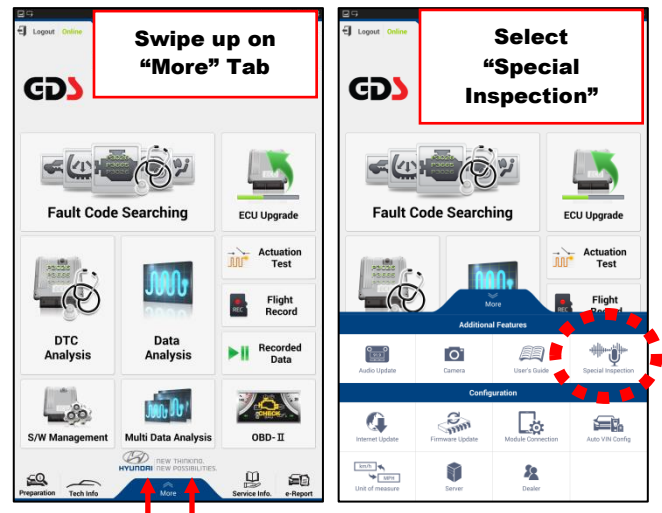 Logout Online
Swipe up on
“More” Tab
GDS
Fault Code Searching
ECU Upgrade
Actuation
Test
Flight
Record
REC
DTC
Analysis
Data
Analysis
Recorded
Data
S/W Management
Multi Data Analysis
CHECK
OBD-II
HYUNDAI
NEW THINKING.
NEW POSSIBILITIES.
Preparation
Tech Info
More
Service Info.
e-Report
Logout Online
Select
“Special
Inspection”
GDS
Fault Code Searching
ECU Upgrade
Actuation
Test
Flight
Record
REC
More
Additional Features
Audio Update
Camera
User's Guide
Special Inspection
Configuration
Internet Update
Firmware Update
Module Connection
Auto VIN Config
km/h
MPH
Unit of measure
Server
Dealer